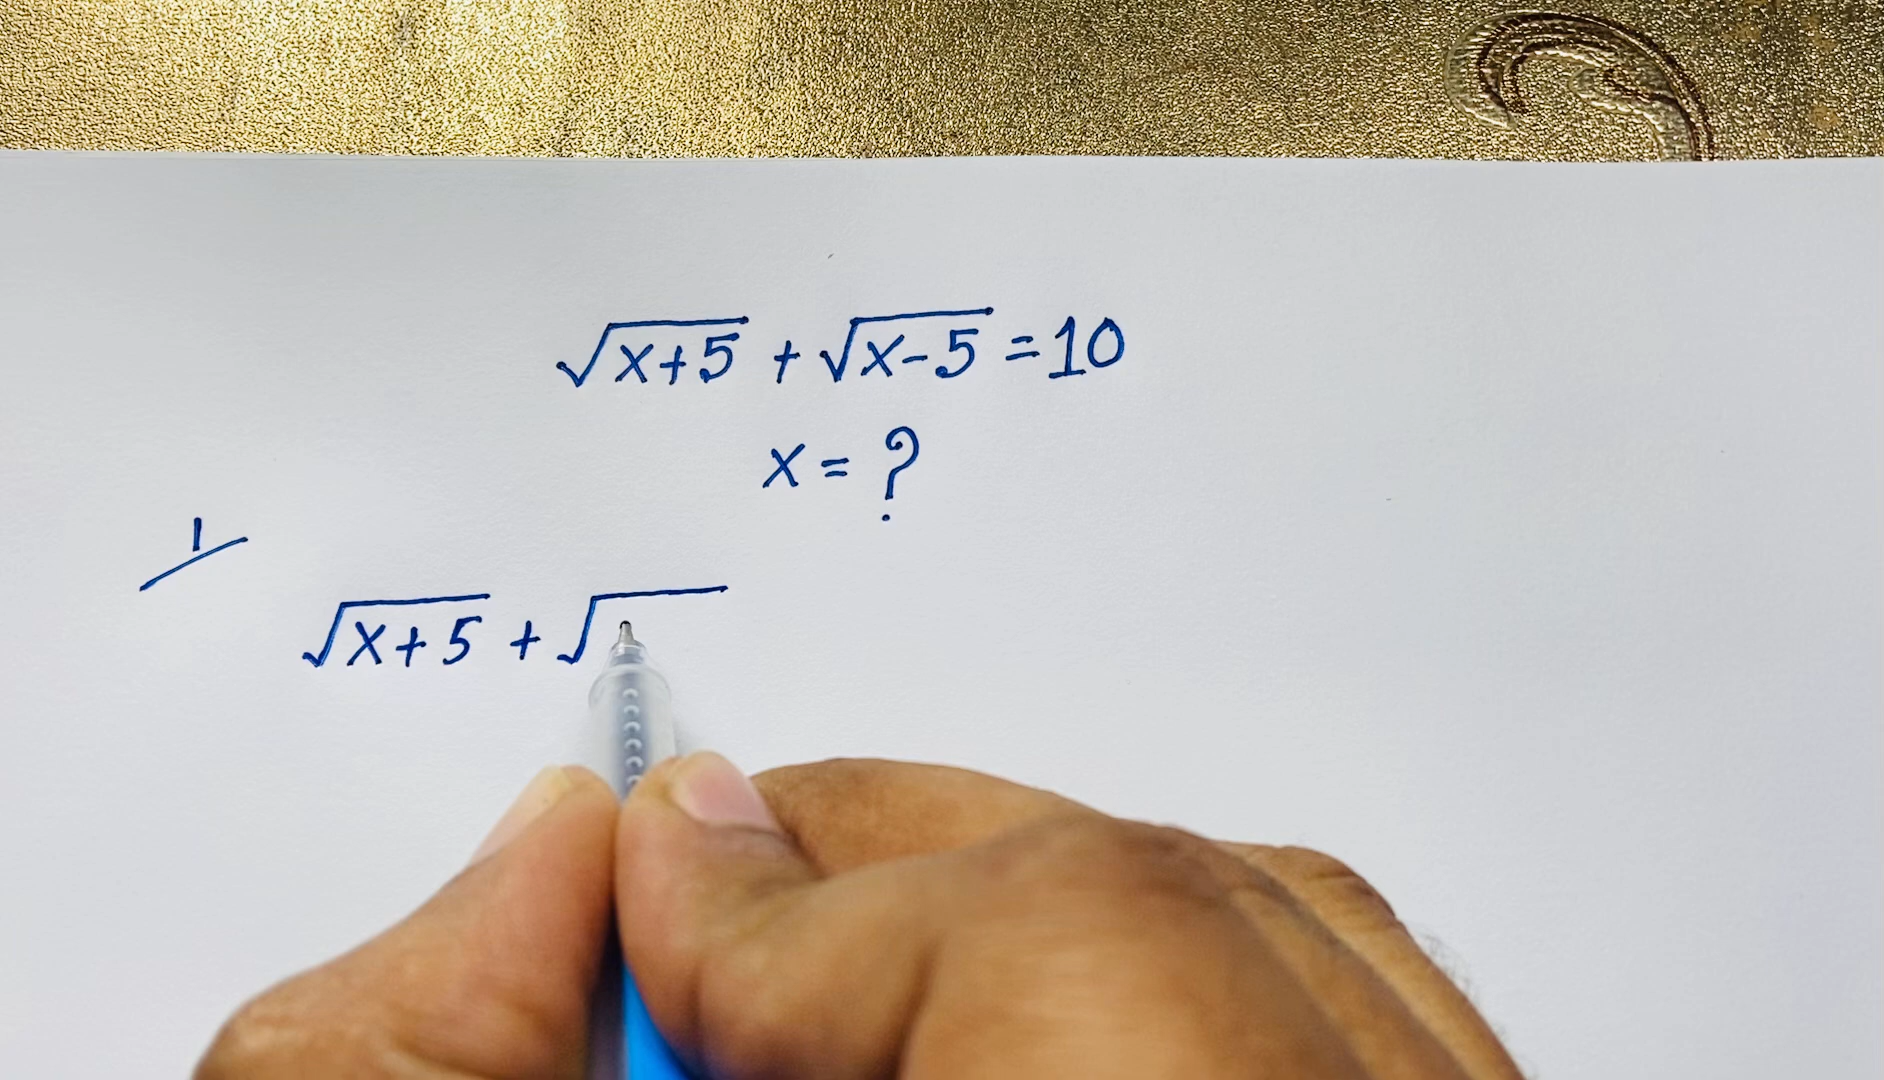 √(x+5) + √(x-5) = 10
x = ?
1
√(x+5) + √